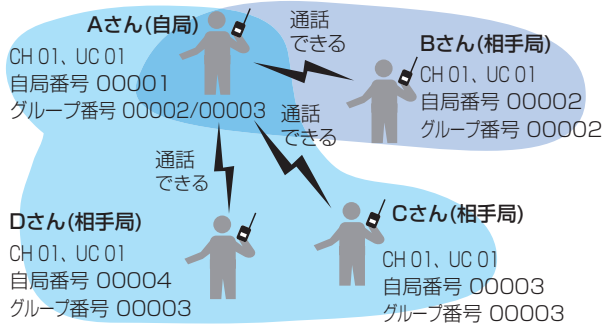 Aさん(自局)
CH 01、UC 01
自局番号 00001
グループ番号 00002/00003
通話
できる
Bさん(相手局)
CH 01、UC 01
自局番号 00002
グループ番号 00002
通話
できる
通話
できる
Dさん(相手局)
CH 01、UC 01
自局番号 00004
グループ番号 00003
Cさん(相手局)
CH 01、UC 01
自局番号 00003
グループ番号 00003